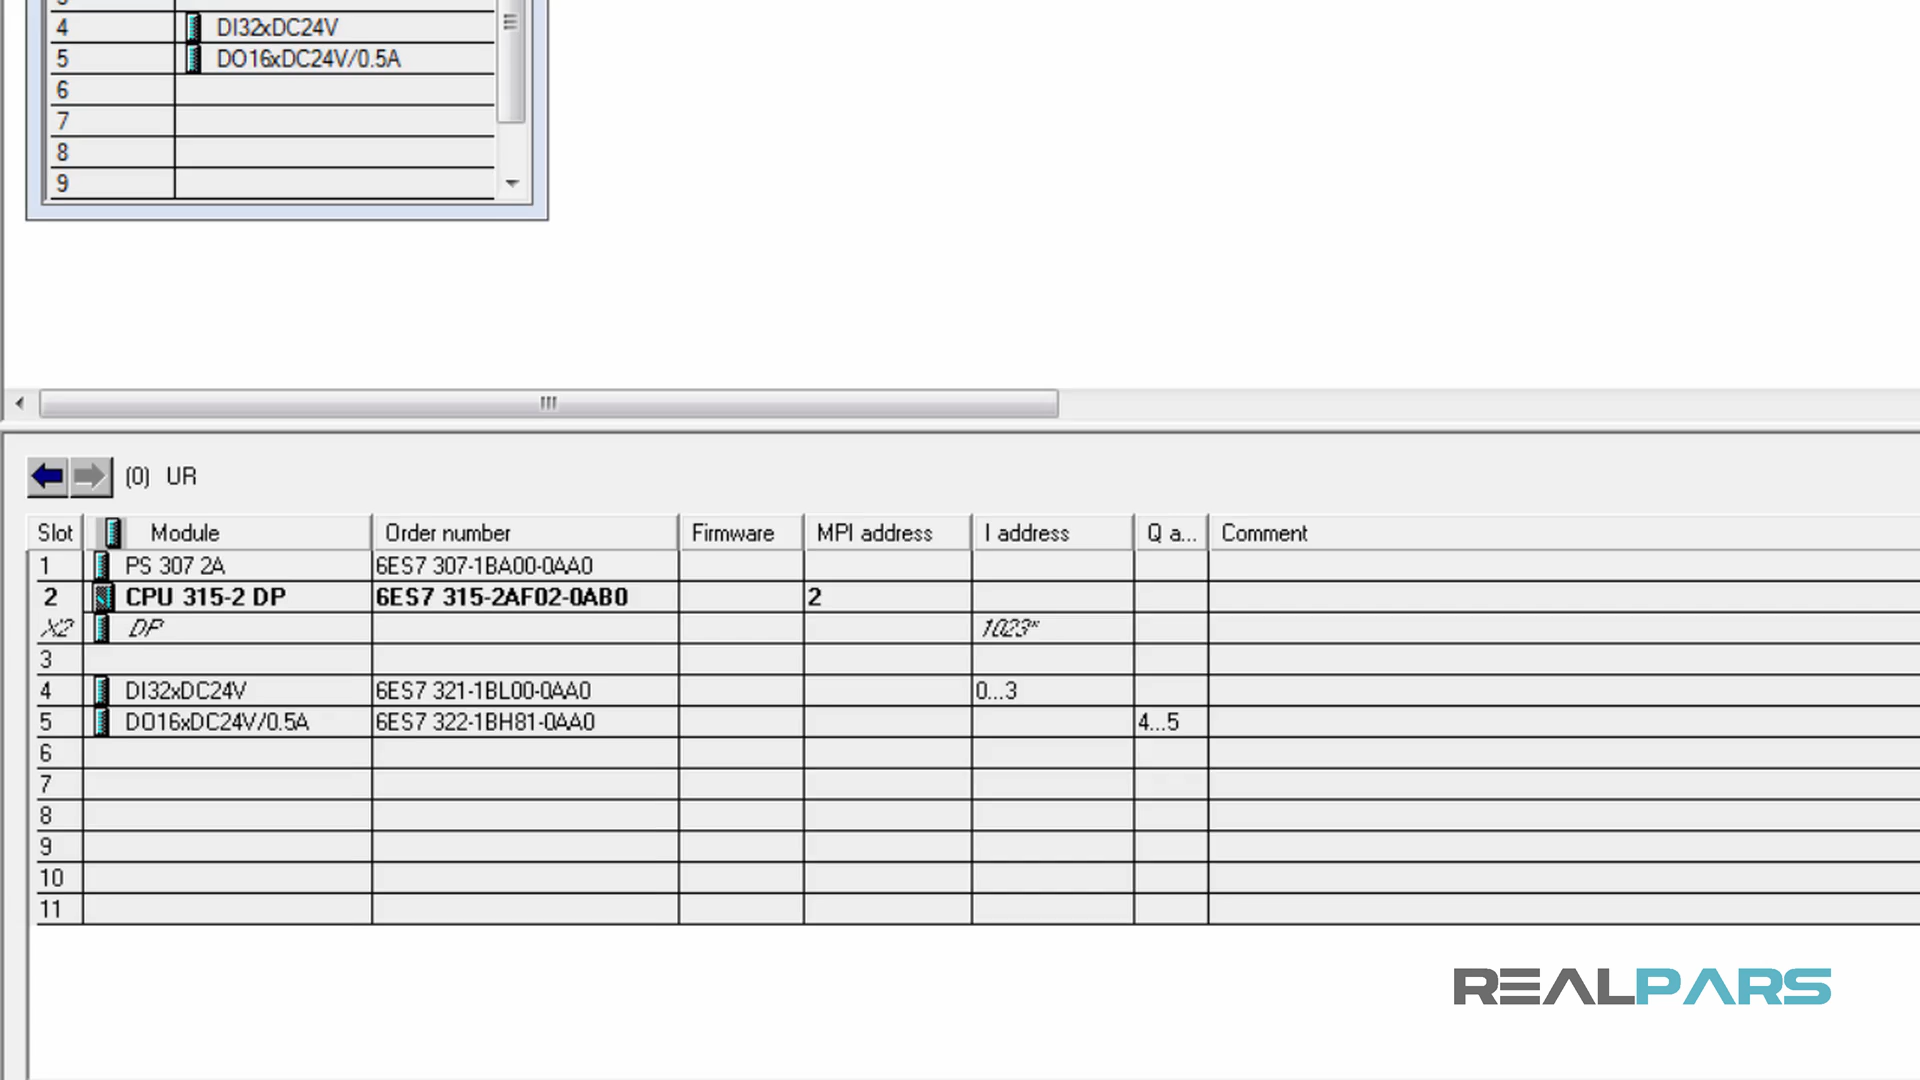 4 DI32xDC24V
5 DO16xDC24V/0.5A
6
7
8
9
(0) UR
Slot Module Order number Firmware MPI address I address Q a... Comment
1 PS 307 2A 6ES7 307-1BA00-0AA0
2 CPU 315-2 DP 6ES7 315-2AF02-0AB0 2
X2 DP 1023*
3
4 DI32xDC24V 6ES7 321-1BL00-0AA0 0...3
5 DO16xDC24V/0.5A 6ES7 322-1BH81-0AA0 4...5
6
7
8
9
10
11
REALPARS